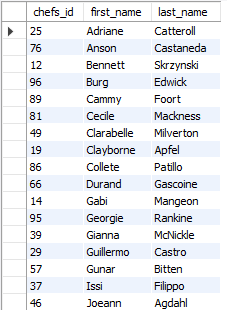 chefs_id first_name last_name
25 Adriane Catteroll
76 Anson Castaneda
12 Bennett Skrzynski
96 Burg Edwick
89 Cammy Foort
81 Cecile Mackness
49 Clarabelle Milverton
19 Clayborne Apfel
86 Collete Patillo
66 Durand Gascoine
14 Gabi Mangeon
95 Georgie Rankine
39 Gianna McNickle
29 Guillermo Castro
57 Gunar Bitten
37 Issi Filippo
46 Joeann Agdahl